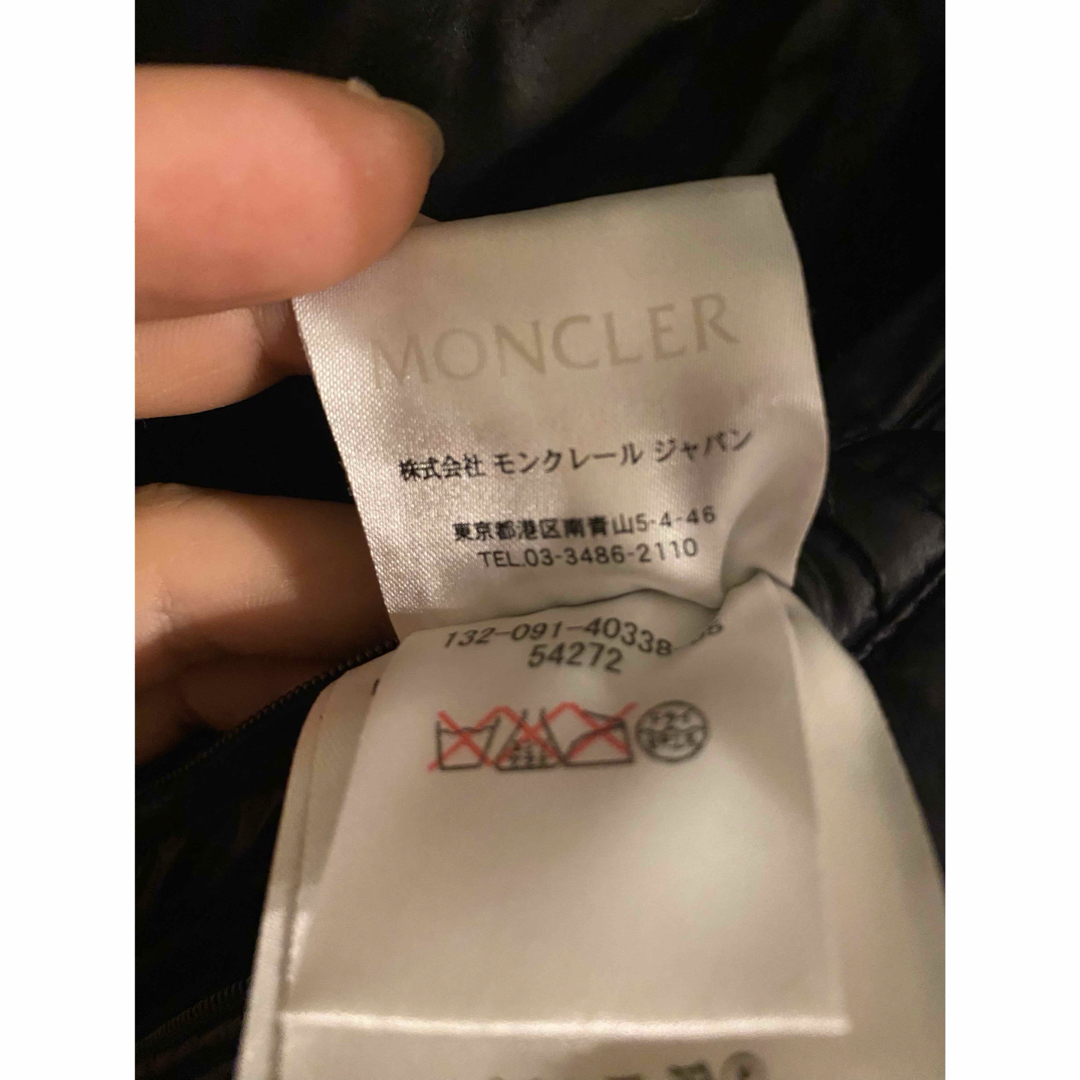 MONCLER
株式会社 モンクレール ジャパン
東京都港区南青山5-4-46
TEL.03-3486-2110
132-091-40338
54272